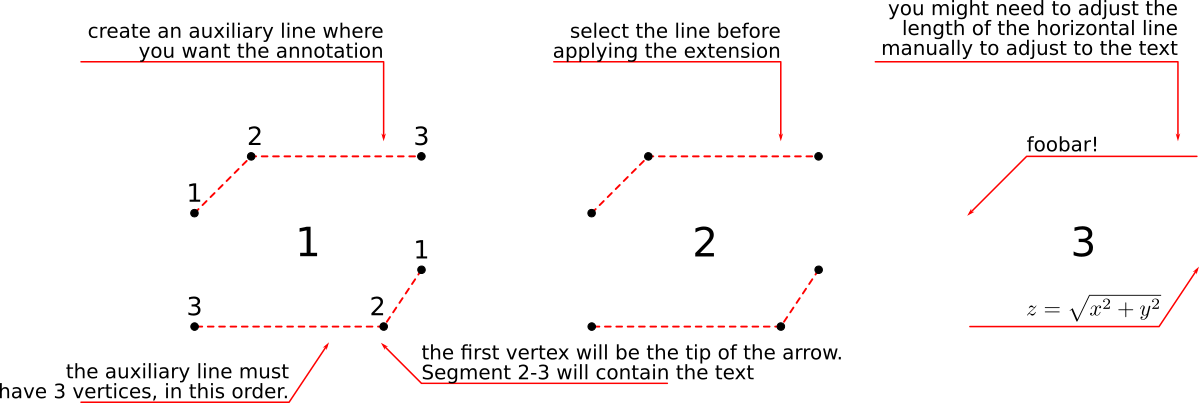 create an auxiliary line where
you want the annotation
select the line before
applying the extension
you might need to adjust the
length of the horizontal line
manually to adjust to the text
2
3
1
1
1
3
2
2
foobar!
3
z = √(x² + y²)
the auxiliary line must
have 3 vertices, in this order.
the first vertex will be the tip of the arrow.
Segment 2-3 will contain the text